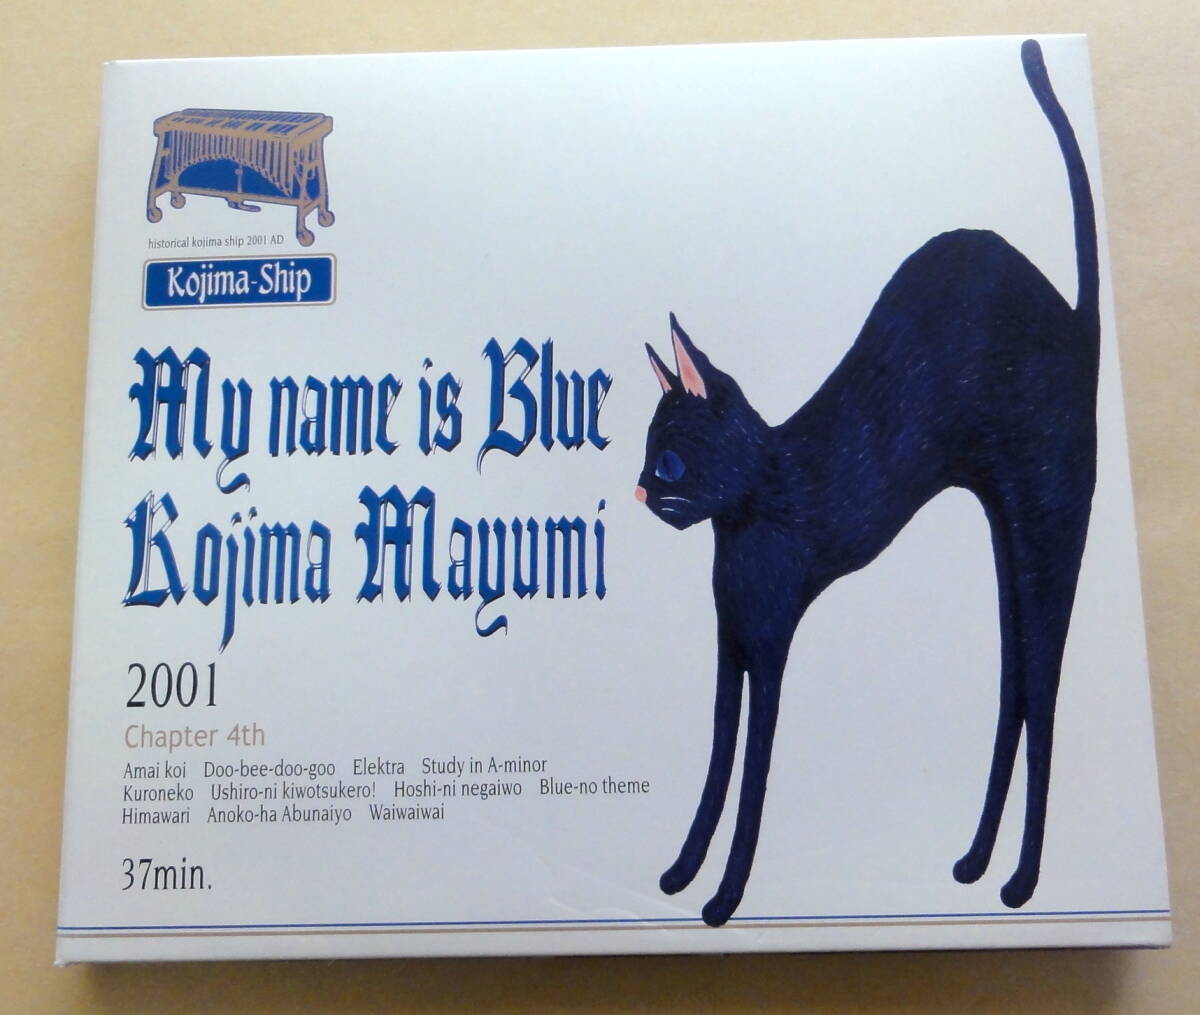 historical kojima ship 2001 AD
Kojima-Ship
My name is Blue
Kojima Mayumi
2001
Chapter 4th
Amai koi Doo-bee-doo-goo Elektra Study in A-minor
Kuroneko Ushiro-ni kiwotsukero! Hoshi-ni negaiwo Blue-no theme
Himawari Anoko-ha Abunaiyo Waiwaiwai
37min.